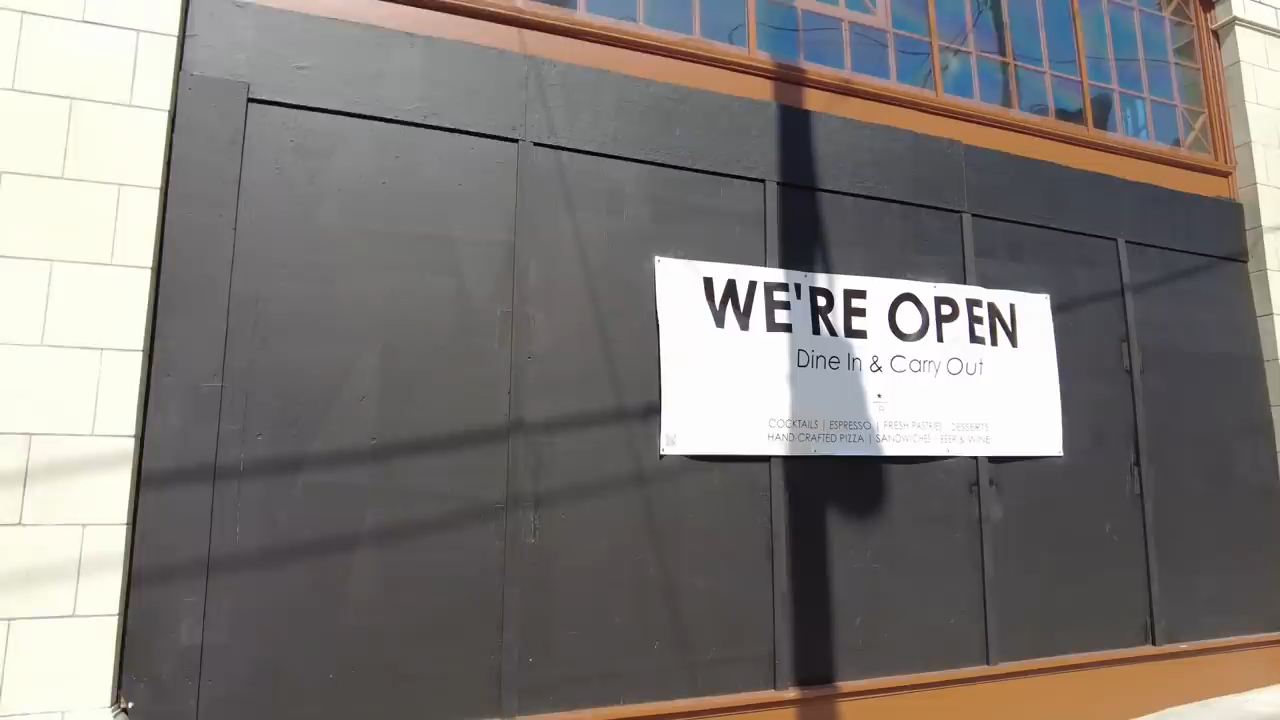 WE'RE OPEN
Dine In & Carry Out
COCKTAILS | ESPRESSO | FRESH PASTRIES | DESSERTS
HAND-CRAFTED PIZZA | SANDWICHES | BEER & WINE